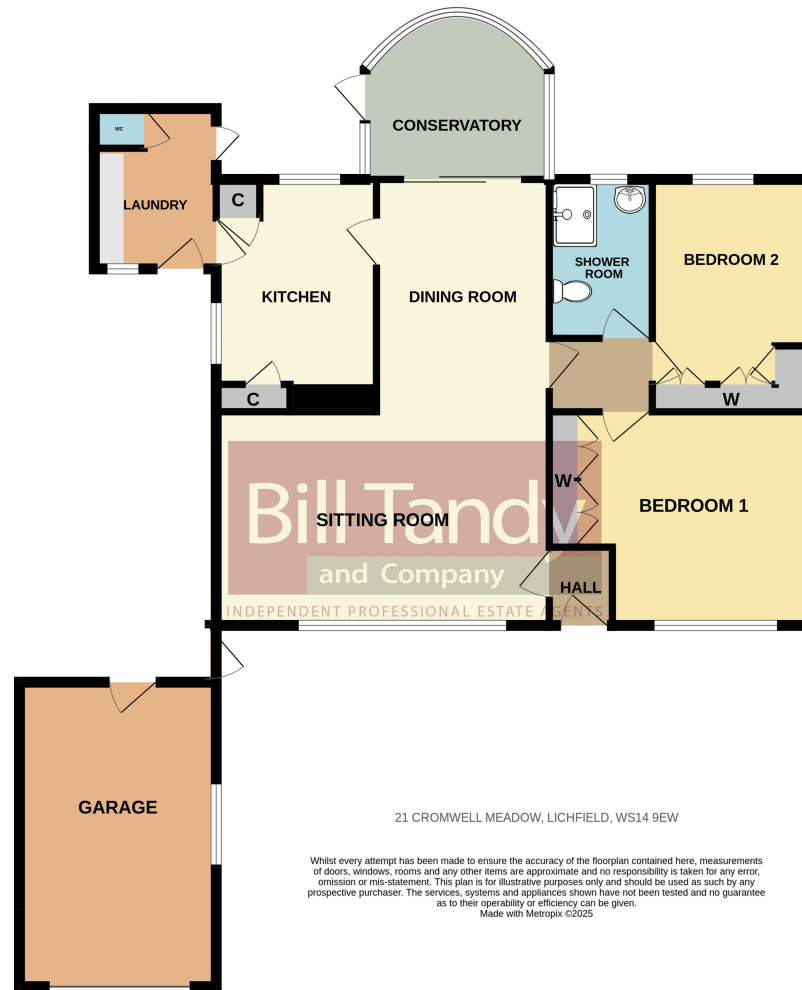 CONSERVATORY
WC
LAUNDRY
C
SHOWER
ROOM
BEDROOM 2
KITCHEN
DINING ROOM
C
W
W
BEDROOM 1
Bill Tandy
SITTING ROOM
and Company
HALL
INDEPENDENT PROFESSIONAL ESTATE AGENTS
GARAGE
21 CROMWELL MEADOW, LICHFIELD, WS14 9EW
Whilst every attempt has been made to ensure the accuracy of the floorplan contained here, measurements
of doors, windows, rooms and any other items are approximate and no responsibility is taken for any error,
omission or mis-statement. This plan is for illustrative purposes only and should be used as such by any
prospective purchaser. The services, systems and appliances shown have not been tested and no guarantee
as to their operability or efficiency can be given.
Made with Metropix ©2025